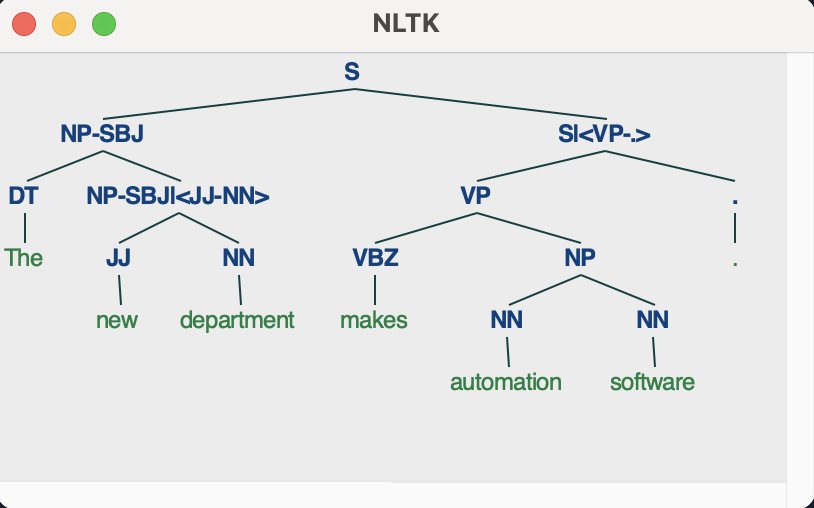 NLTK
S
NP-SBJ S|<VP-.>
DT NP-SBJ|<JJ-NN> VP .
The JJ NN VBZ NP .
new department makes NN NN
automation software